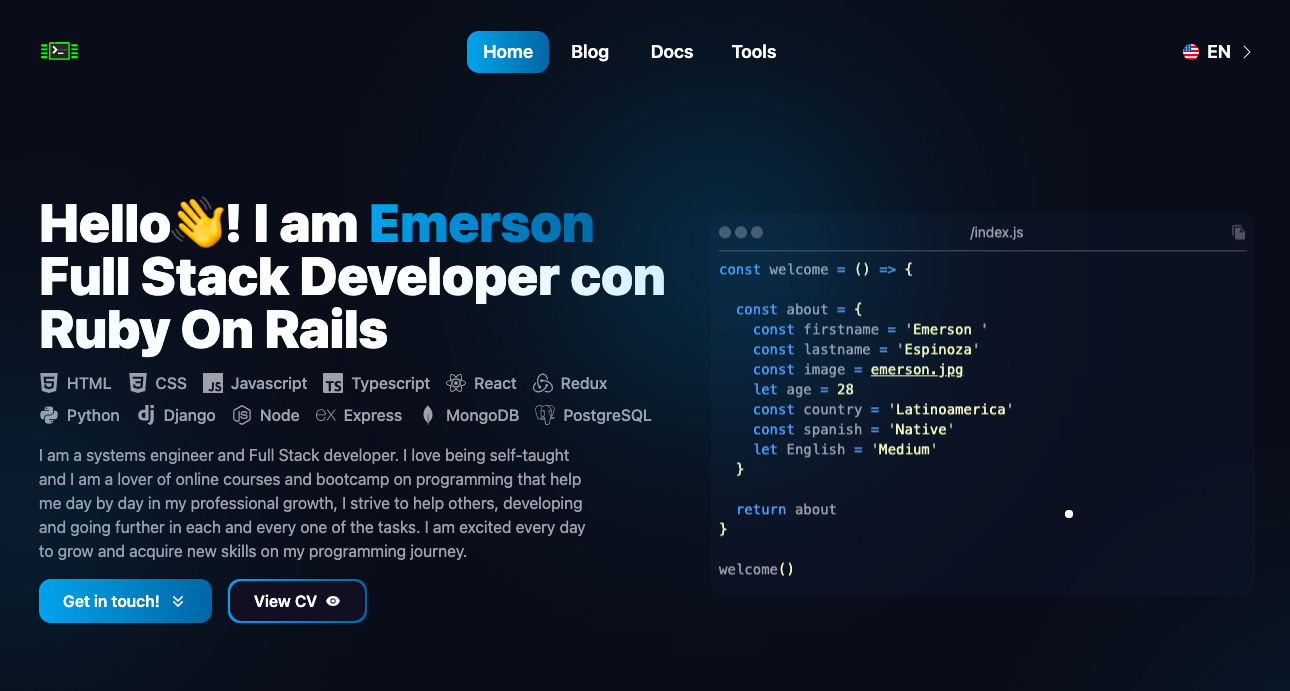 Home Blog Docs Tools EN
Hello👋! I am Emerson
Full Stack Developer con
Ruby On Rails
HTML CSS JS Javascript TS Typescript React Redux
Python dj Django JS Node EX Express MongoDB PostgreSQL
I am a systems engineer and Full Stack developer. I love being self-taught
and I am a lover of online courses and bootcamp on programming that help
me day by day in my professional growth, I strive to help others, developing
and going further in each and every one of the tasks. I am excited every day
to grow and acquire new skills on my programming journey.
Get in touch! View CV
/index.js
const welcome = () => {
const about = {
const firstname = 'Emerson '
const lastname = 'Espinoza'
const image = emerson.jpg
let age = 28
const country = 'Latinoamerica'
const spanish = 'Native'
let English = 'Medium'
}
return about
}
welcome()